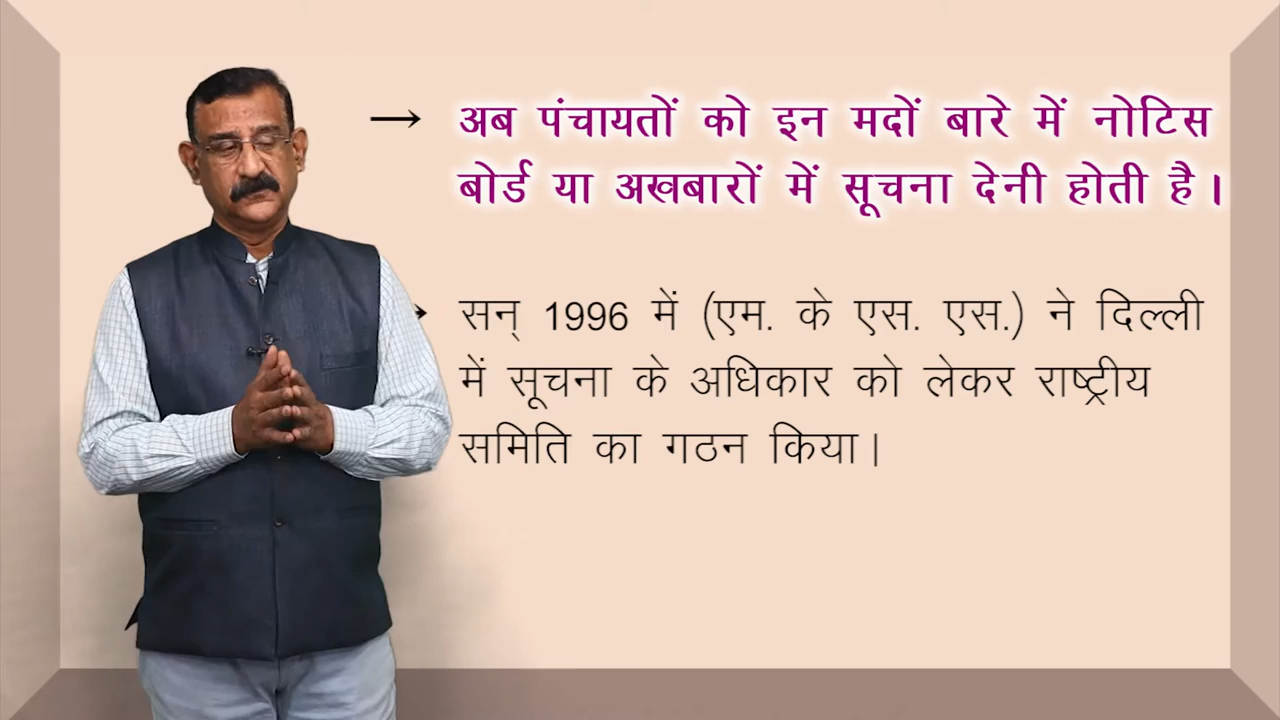 → अब पंचायतों को इन मदों बारे में नोटिस
बोर्ड या अखबारों में सूचना देनी होती है।
सन् 1996 में (एम. के एस. एस.) ने दिल्ली
में सूचना के अधिकार को लेकर राष्ट्रीय
समिति का गठन किया।